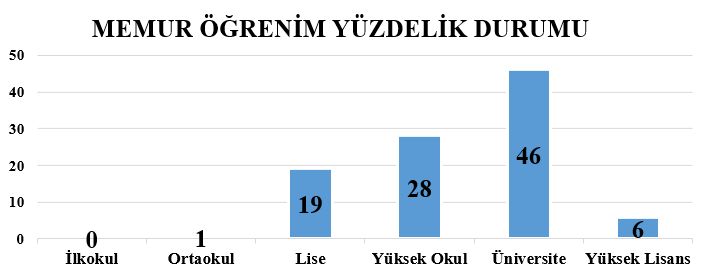 MEMUR ÖĞRENİM YÜZDELİK DURUMU
50
40
30
20
10
0
0
1
19
28
46
6
İlkokul
Ortaokul
Lise
Yüksek Okul
Üniversite
Yüksek Lisans